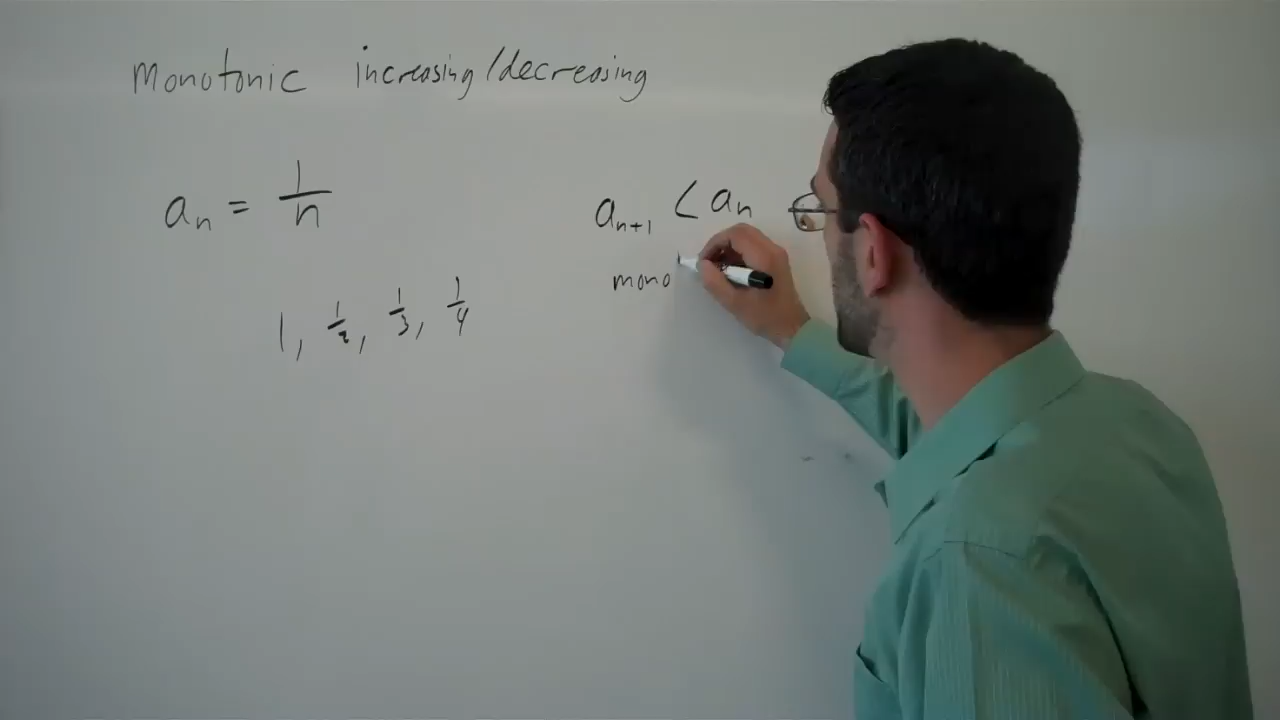 monotonic increasing/decreasing
aₙ = 1/n
aₙ₊₁ < aₙ
mono
1, 1/2, 1/3, 1/4